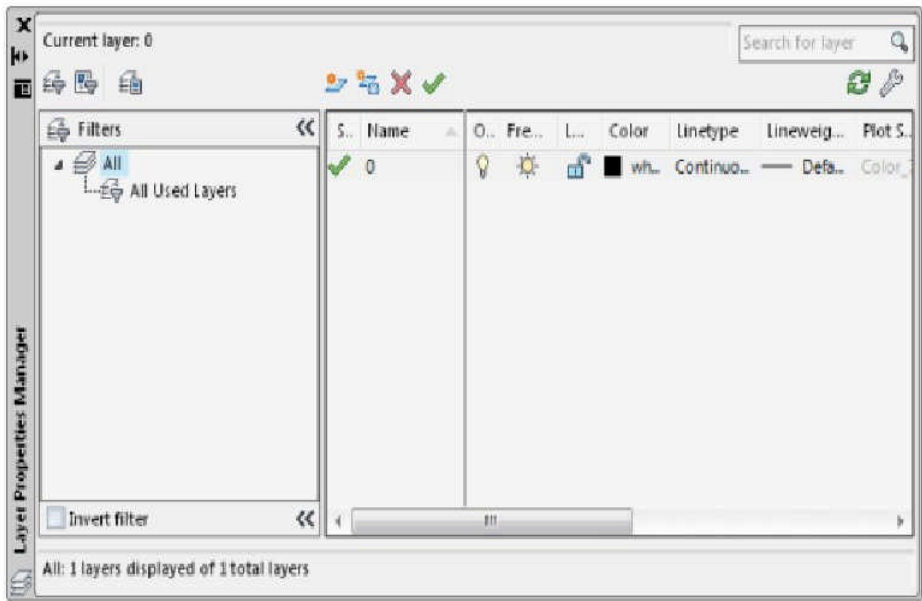 Current layer: 0
Search for layer
Filters
All
All Used Layers
Invert filter
S.. Name O.. Fre... L... Color Linetype Lineweig... Plot S..
0 wh... Continuo... Defa... Color_
All: 1 layers displayed of 1 total layers
Layer Properties Manager